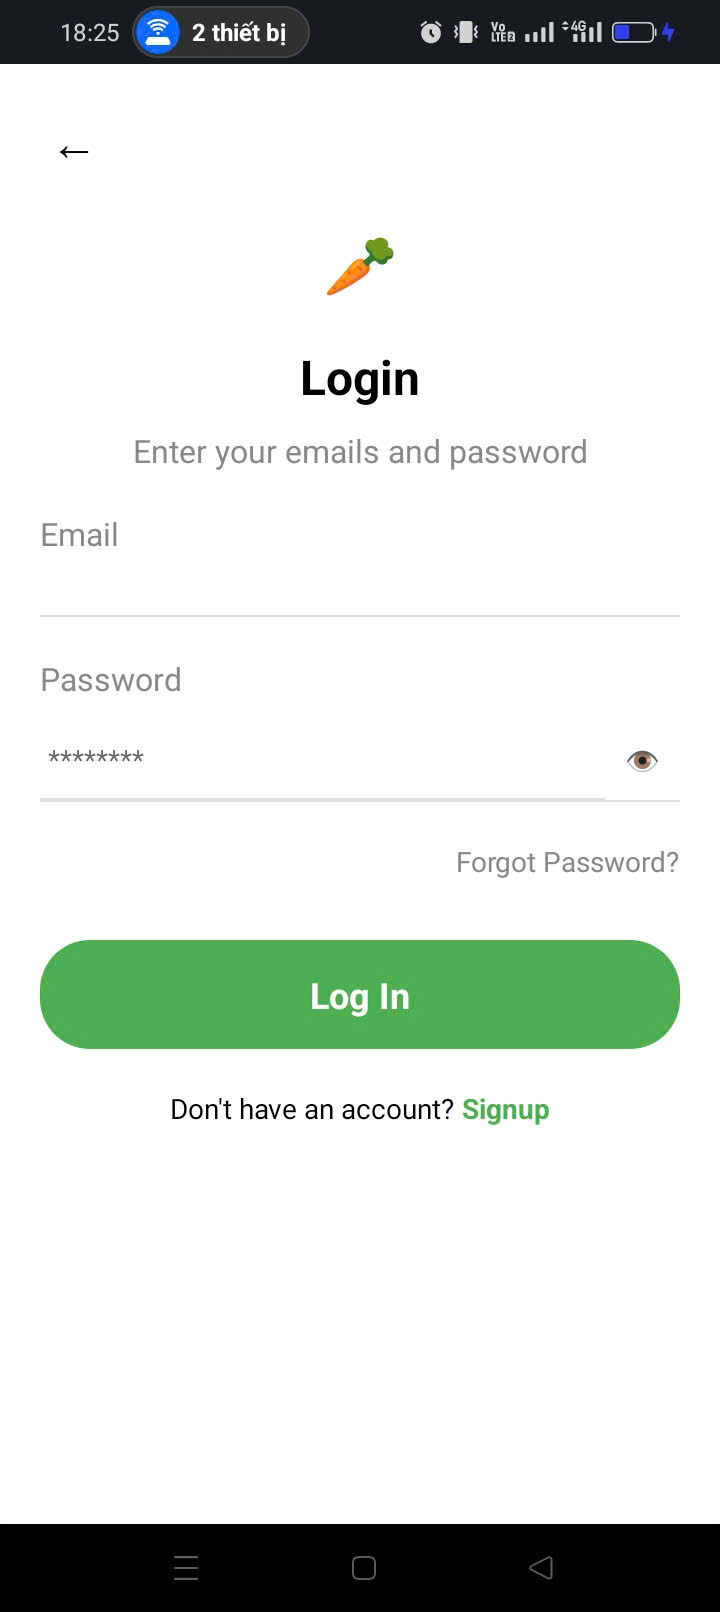 18:25 2 thiết bị Vo LTE2 4G
←
Login
Enter your emails and password
Email
Password
********
Forgot Password?
Log In
Don't have an account? Signup